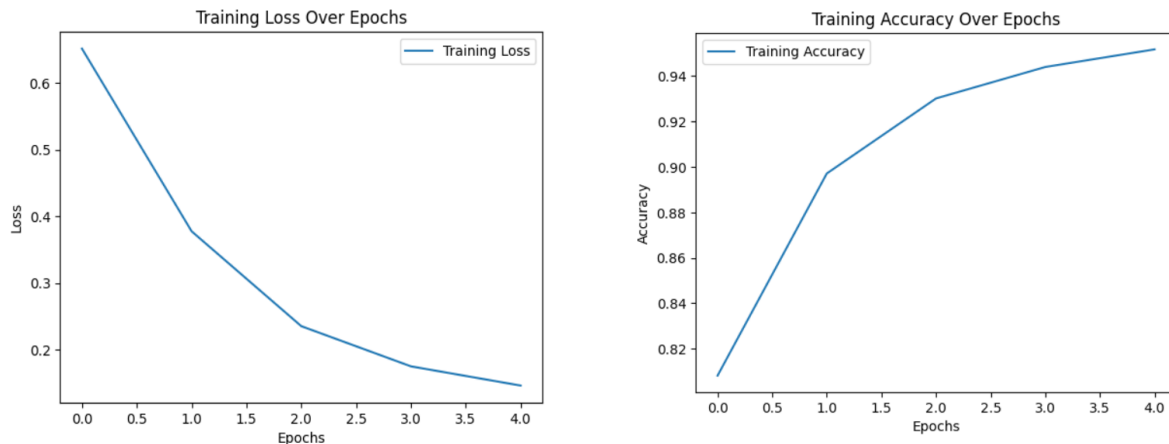 Training Loss Over Epochs
Training Loss
0.6
0.5
0.4
0.3
0.2
Loss
0.0 0.5 1.0 1.5 2.0 2.5 3.0 3.5 4.0
Epochs
Training Accuracy Over Epochs
Training Accuracy
0.94
0.92
0.90
0.88
0.86
0.84
0.82
Accuracy
0.0 0.5 1.0 1.5 2.0 2.5 3.0 3.5 4.0
Epochs